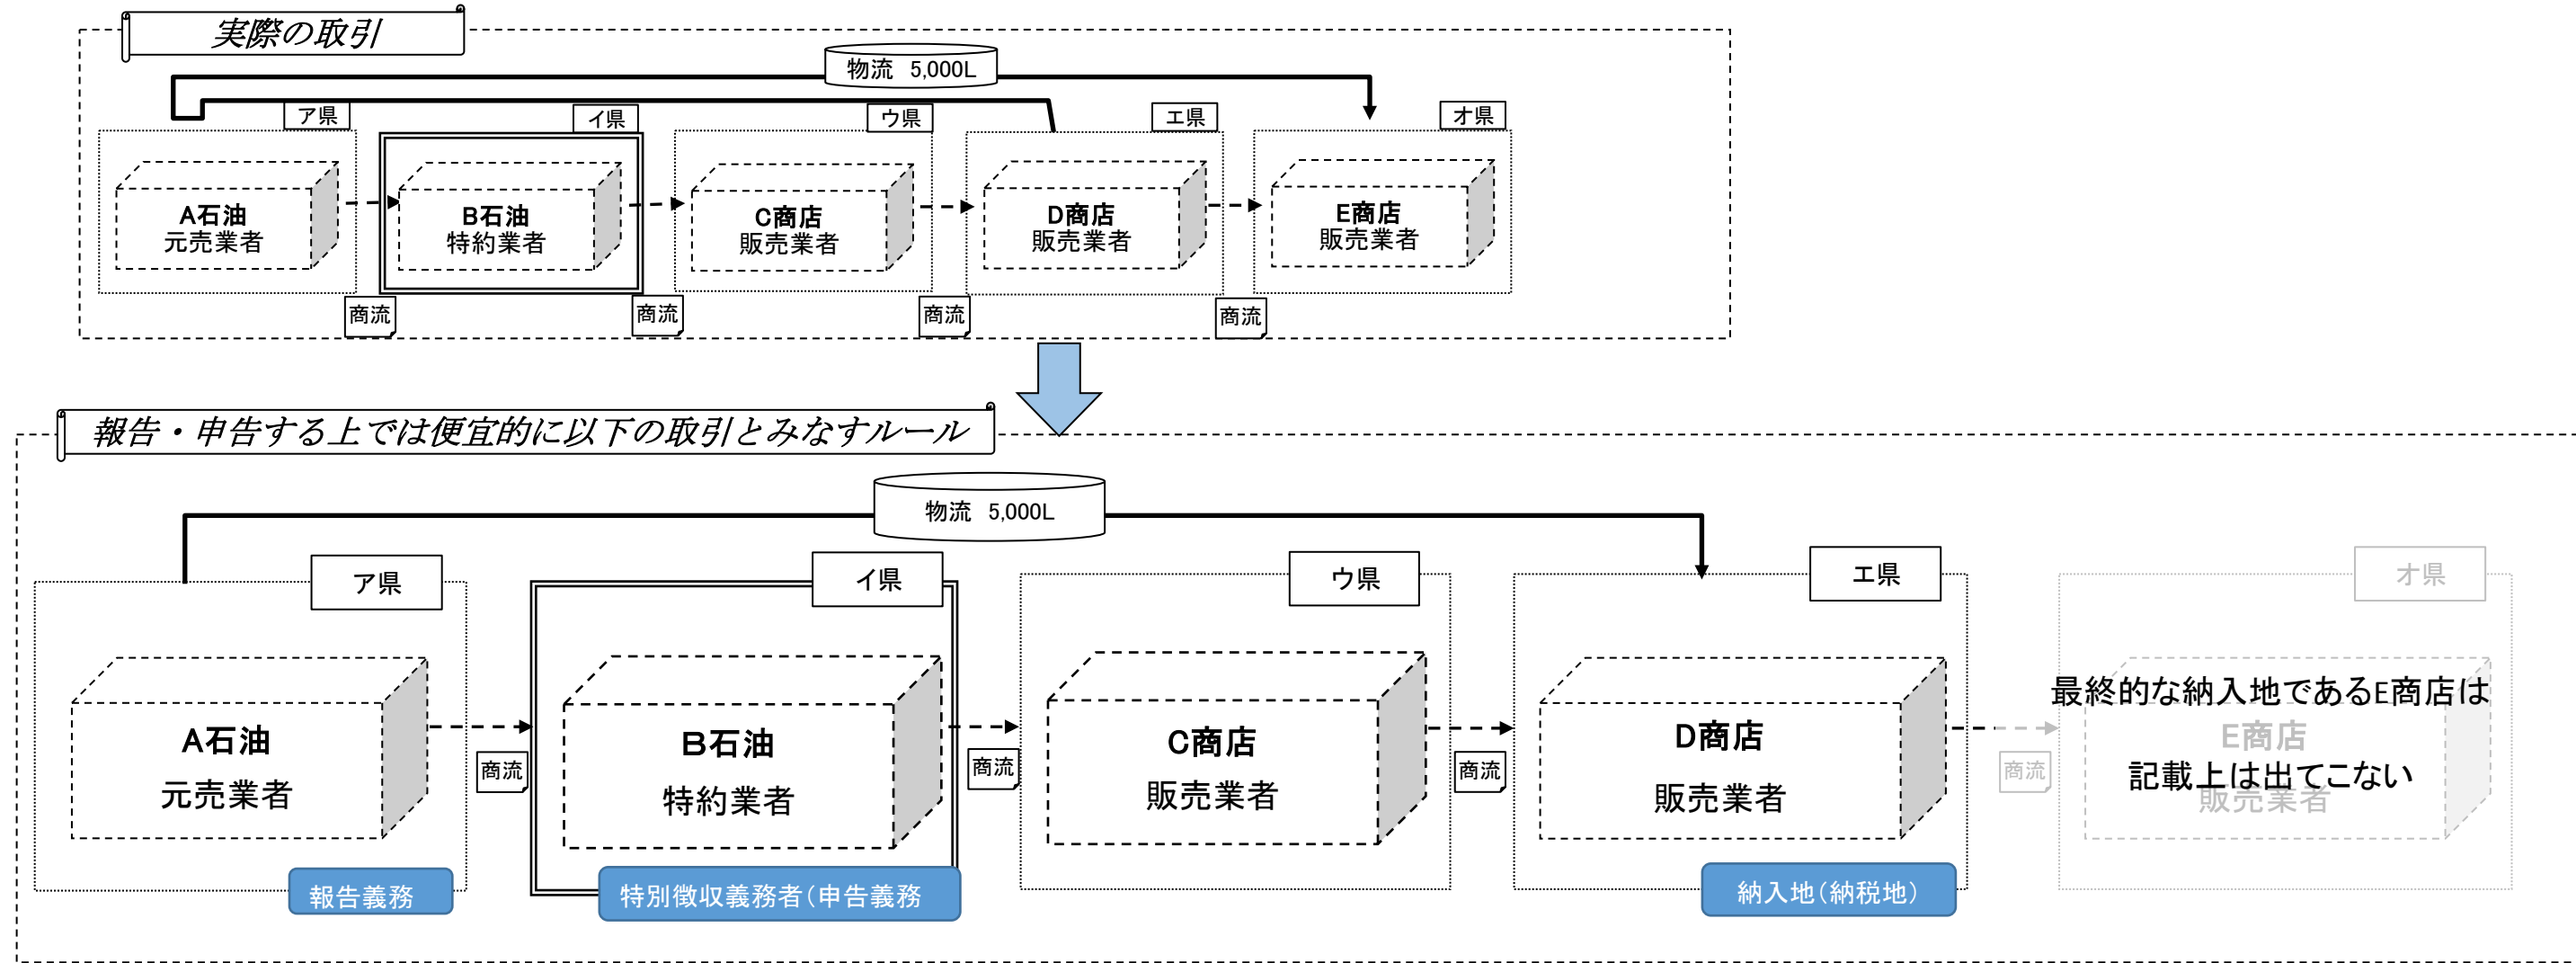 実際の取引
物流 5,000L
ア県
イ県
ウ県
エ県
オ県
A石油
元売業者
B石油
特約業者
C商店
販売業者
D商店
販売業者
E商店
販売業者
商流
商流
商流
商流
報告・申告する上では便宜的に以下の取引とみなすルール
物流 5,000L
ア県
イ県
ウ県
エ県
オ県
A石油
元売業者
商流
B石油
特約業者
商流
C商店
販売業者
商流
D商店
販売業者
商流
最終的な納入地であるE商店は
E商店
記載上は出てこない
販売業者
報告義務
特別徴収義務者(申告義務
納入地(納税地)